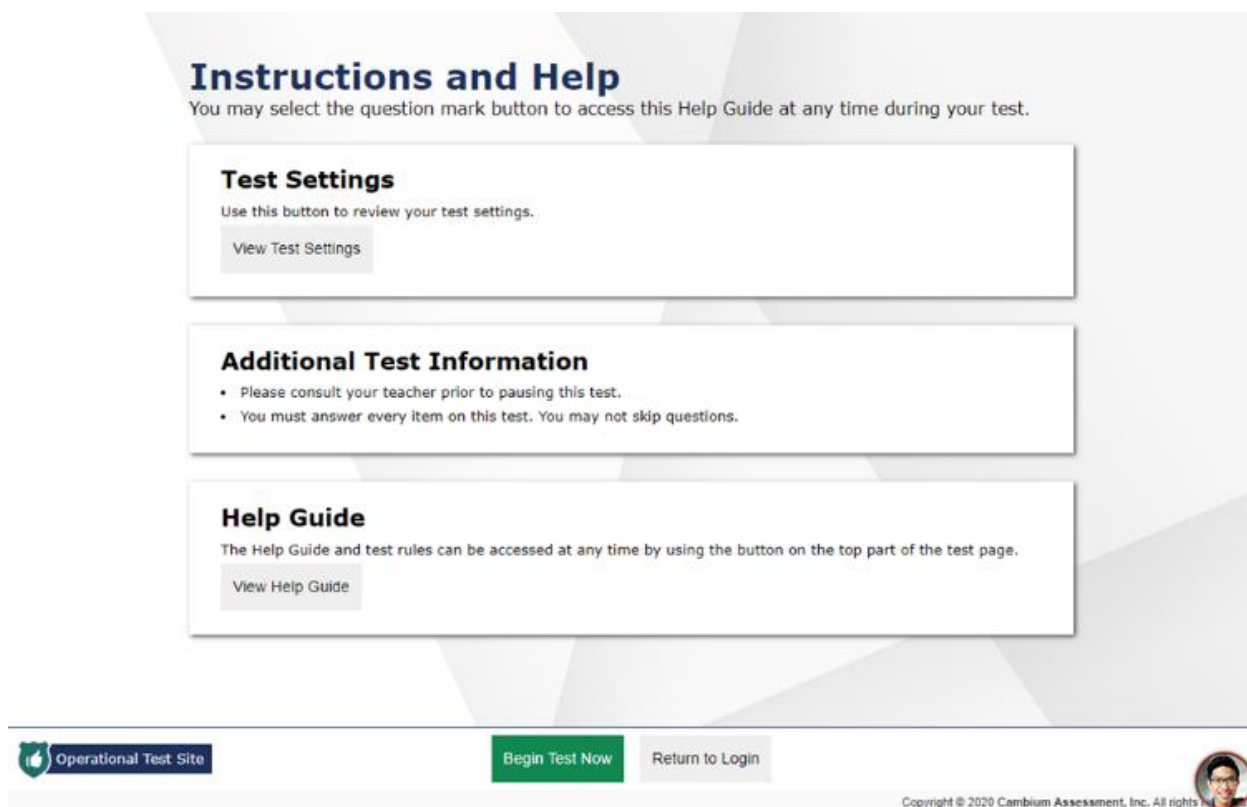 Instructions and Help
You may select the question mark button to access this Help Guide at any time during your test.
Test Settings
Use this button to review your test settings.
View Test Settings
Additional Test Information
• Please consult your teacher prior to pausing this test.
• You must answer every item on this test. You may not skip questions.
Help Guide
The Help Guide and test rules can be accessed at any time by using the button on the top part of the test page.
View Help Guide
Operational Test Site
Begin Test Now
Return to Login
Copyright © 2020 Cambium Assessment, Inc. All rights